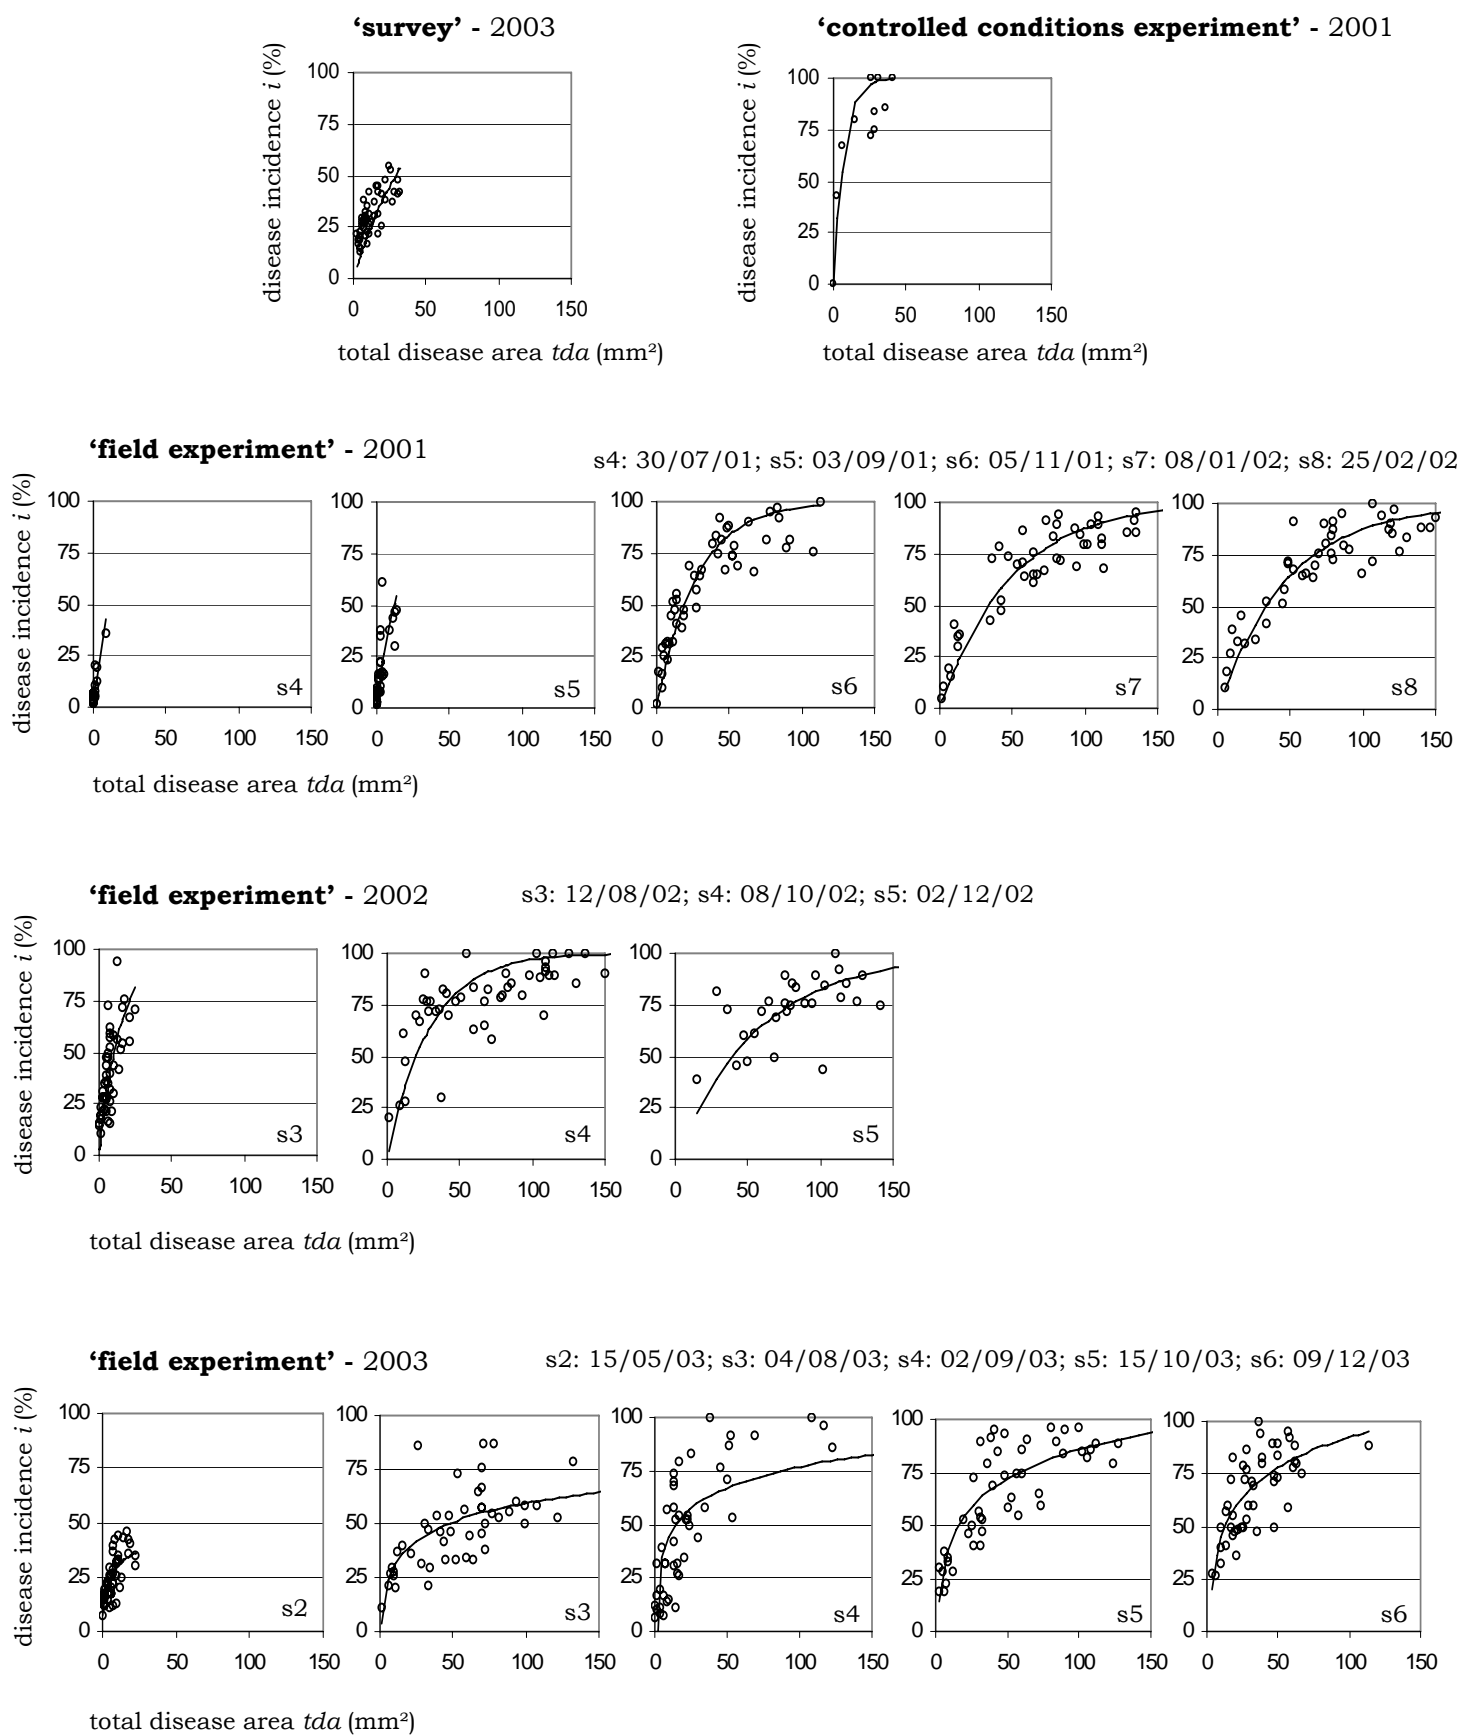 ‘survey’ - 2003
‘controlled conditions experiment’ - 2001
disease incidence i (%)
100
75
50
25
0
0 50 100 150
total disease area tda (mm²)
disease incidence i (%)
100
75
50
25
0
0 50 100 150
total disease area tda (mm²)
‘field experiment’ - 2001
s4: 30/07/01; s5: 03/09/01; s6: 05/11/01; s7: 08/01/02; s8: 25/02/02
disease incidence i (%)
100
75
50
25
0
0 50 100 150
s4
100
75
50
25
0
0 50 100 150
s5
100
75
50
25
0
0 50 100 150
s6
100
75
50
25
0
0 50 100 150
s7
100
75
50
25
0
0 50 100 150
s8
total disease area tda (mm²)
‘field experiment’ - 2002
s3: 12/08/02; s4: 08/10/02; s5: 02/12/02
disease incidence i (%)
100
75
50
25
0
0 50 100 150
s3
100
75
50
25
0
0 50 100 150
s4
100
75
50
25
0
0 50 100 150
s5
total disease area tda (mm²)
‘field experiment’ - 2003
s2: 15/05/03; s3: 04/08/03; s4: 02/09/03; s5: 15/10/03; s6: 09/12/03
disease incidence i (%)
100
75
50
25
0
0 50 100 150
s2
100
75
50
25
0
0 50 100 150
s3
100
75
50
25
0
0 50 100 150
s4
100
75
50
25
0
0 50 100 150
s5
100
75
50
25
0
0 50 100 150
s6
total disease area tda (mm²)